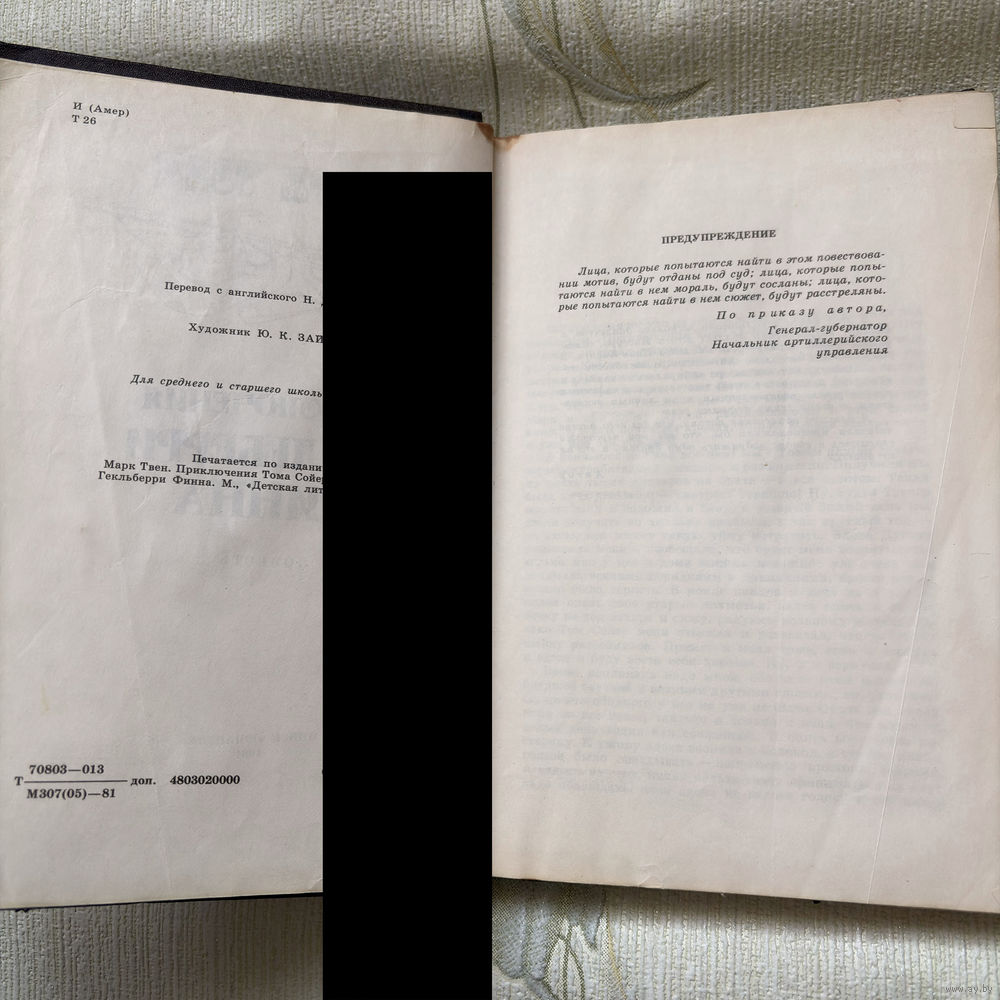 И (Амер)
Т 26
Перевод с английского Н.
Художник Ю. К.
Для среднего и старшего
Печатается по
Марк Твен. Приключения Тома
Гекльберри Финна. М., «Детская
70803—013
Т доп. 4803020000
М307(05)—81
ПРЕДУПРЕЖДЕНИЕ
Лица, которые попытаются найти в этом повествова-
нии мотив, будут отданы под суд; лица, которые попы-
таются найти в нем мораль, будут сосланы; лица, кото-
рые попытаются найти в нем сюжет, будут расстреляны.
По приказу автора,
Генерал-губернатор
Начальник артиллерийского
управления
www.ay.by